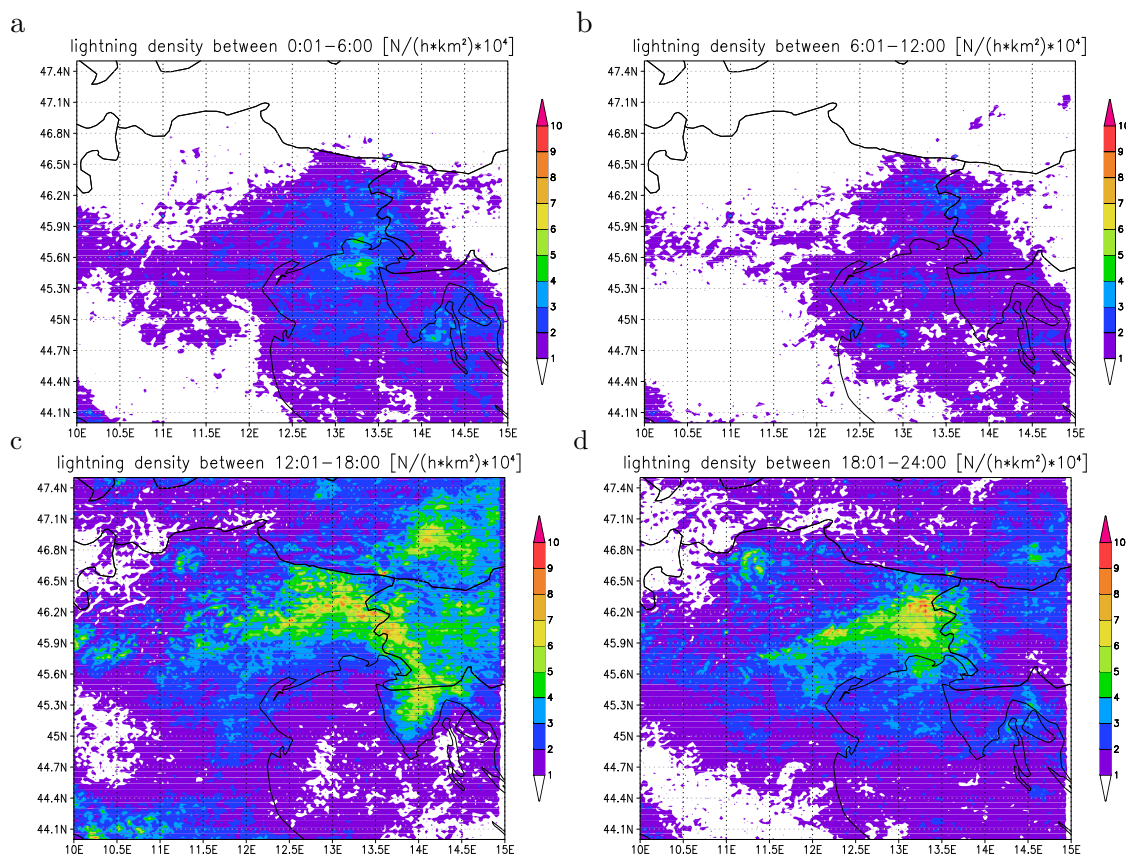 a
lightning density between 0:01−6:00 [N/(h*km²)*10⁴]
47.4N
47.1N
46.8N
46.5N
46.2N
45.9N
45.6N
45.3N
45N
44.7N
44.4N
44.1N
10E 10.5E 11E 11.5E 12E 12.5E 13E 13.5E 14E 14.5E 15E
10
9
8
7
6
5
4
3
2
1
b
lightning density between 6:01−12:00 [N/(h*km²)*10⁴]
47.4N
47.1N
46.8N
46.5N
46.2N
45.9N
45.6N
45.3N
45N
44.7N
44.4N
44.1N
10E 10.5E 11E 11.5E 12E 12.5E 13E 13.5E 14E 14.5E 15E
10
9
8
7
6
5
4
3
2
1
c
lightning density between 12:01−18:00 [N/(h*km²)*10⁴]
47.4N
47.1N
46.8N
46.5N
46.2N
45.9N
45.6N
45.3N
45N
44.7N
44.4N
44.1N
10E 10.5E 11E 11.5E 12E 12.5E 13E 13.5E 14E 14.5E 15E
10
9
8
7
6
5
4
3
2
1
d
lightning density between 18:01−24:00 [N/(h*km²)*10⁴]
47.4N
47.1N
46.8N
46.5N
46.2N
45.9N
45.6N
45.3N
45N
44.7N
44.4N
44.1N
10E 10.5E 11E 11.5E 12E 12.5E 13E 13.5E 14E 14.5E 15E
10
9
8
7
6
5
4
3
2
1